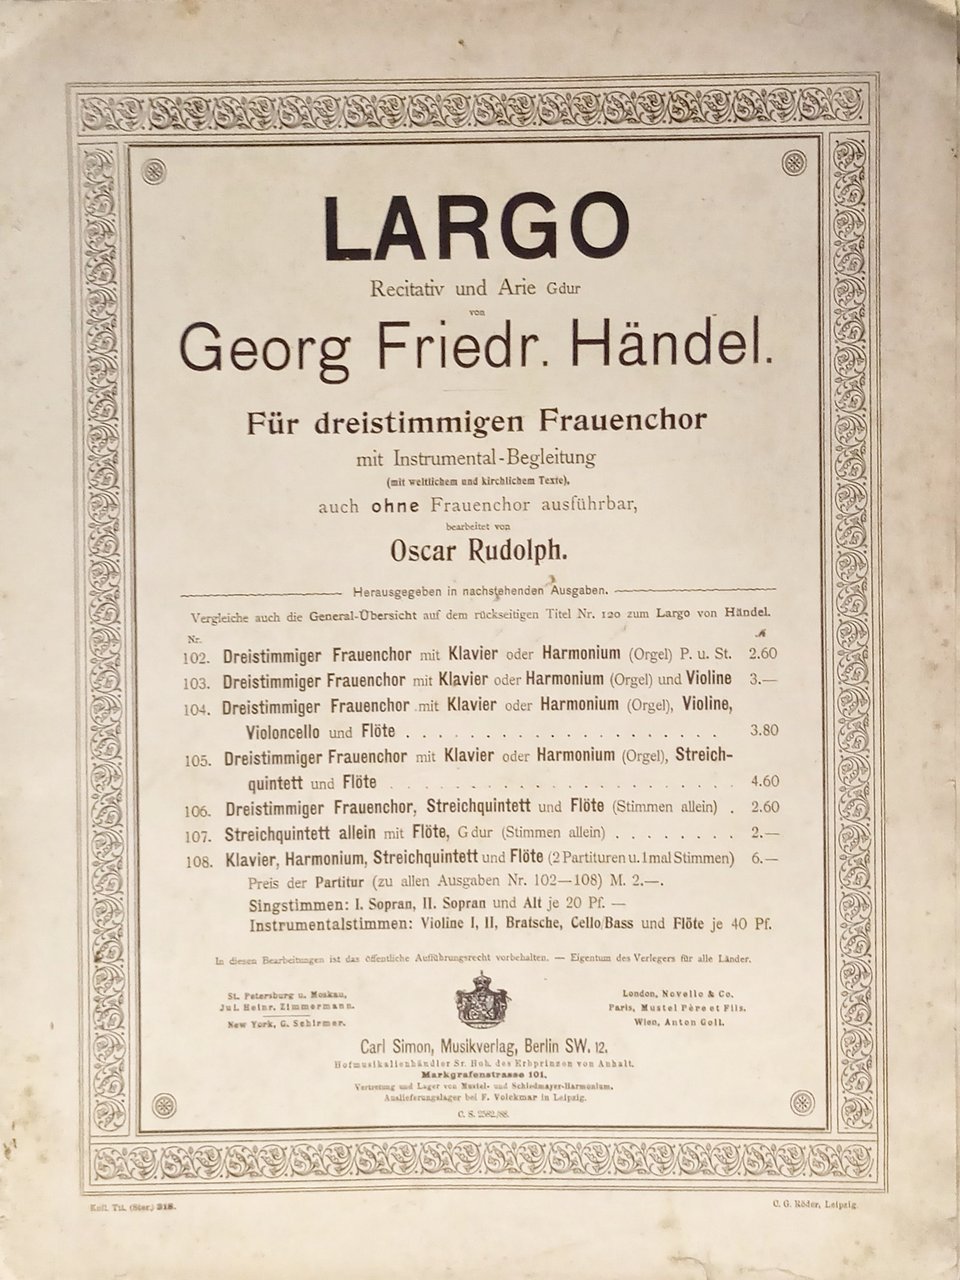 LARGO
Recitativ und Arie Gdur
von
Georg Friedr. Händel.
Für dreistimmigen Frauenchor
mit Instrumental-Begleitung
(mit weltlichem und kirchlichem Texte),
auch ohne Frauenchor ausführbar,
bearbeitet von
Oscar Rudolph.
Herausgegeben in nachstehenden Ausgaben.
Vergleiche auch die General-Übersicht auf dem rückseitigen Titel Nr. 120 zum Largo von Händel.
Nr. ℳ
102. Dreistimmiger Frauenchor mit Klavier oder Harmonium (Orgel) P. u. St. 2.60
103. Dreistimmiger Frauenchor mit Klavier oder Harmonium (Orgel) und Violine 3.—
104. Dreistimmiger Frauenchor mit Klavier oder Harmonium (Orgel), Violine,
Violoncello und Flöte . . . . . . . . . . . . . . . . . . 3.80
105. Dreistimmiger Frauenchor mit Klavier oder Harmonium (Orgel), Streich-
quintett und Flöte . . . . . . . . . . . . . . . . . . . 4.60
106. Dreistimmiger Frauenchor, Streichquintett und Flöte (Stimmen allein) . 2.60
107. Streichquintett allein mit Flöte, G dur (Stimmen allein) . . . . . . . . 2.—
108. Klavier, Harmonium, Streichquintett und Flöte (2 Partituren u. 1 mal Stimmen) 6.—
Preis der Partitur (zu allen Ausgaben Nr. 102—108) M. 2.—.
Singstimmen: I. Sopran, II. Sopran und Alt je 20 Pf. —
Instrumentalstimmen: Violine I, II, Bratsche, Cello/Bass und Flöte je 40 Pf.
In diesen Bearbeitungen ist das öffentliche Aufführungsrecht vorbehalten. — Eigentum des Verlegers für alle Länder.
St. Petersburg u. Moskau,
Jul. Heinr. Zimmermann.
New York, G. Schirmer.
London, Novello & Co.
Paris, Mustel Père et Fils.
Wien, Anton Goll.
Carl Simon, Musikverlag, Berlin SW. 12.
Hofmusikalienhändler Sr. Hoh. des Erbprinzen von Anhalt.
Markgrafenstrasse 101.
Vertretung und Lager von Mustel- und Schiedmayer-Harmonium.
Auslieferungslager bei F. Volckmar in Leipzig.
C. S. 2582./88.
Koll. Tit. (Ster.) 318.
C. G. Röder, Leipzig.